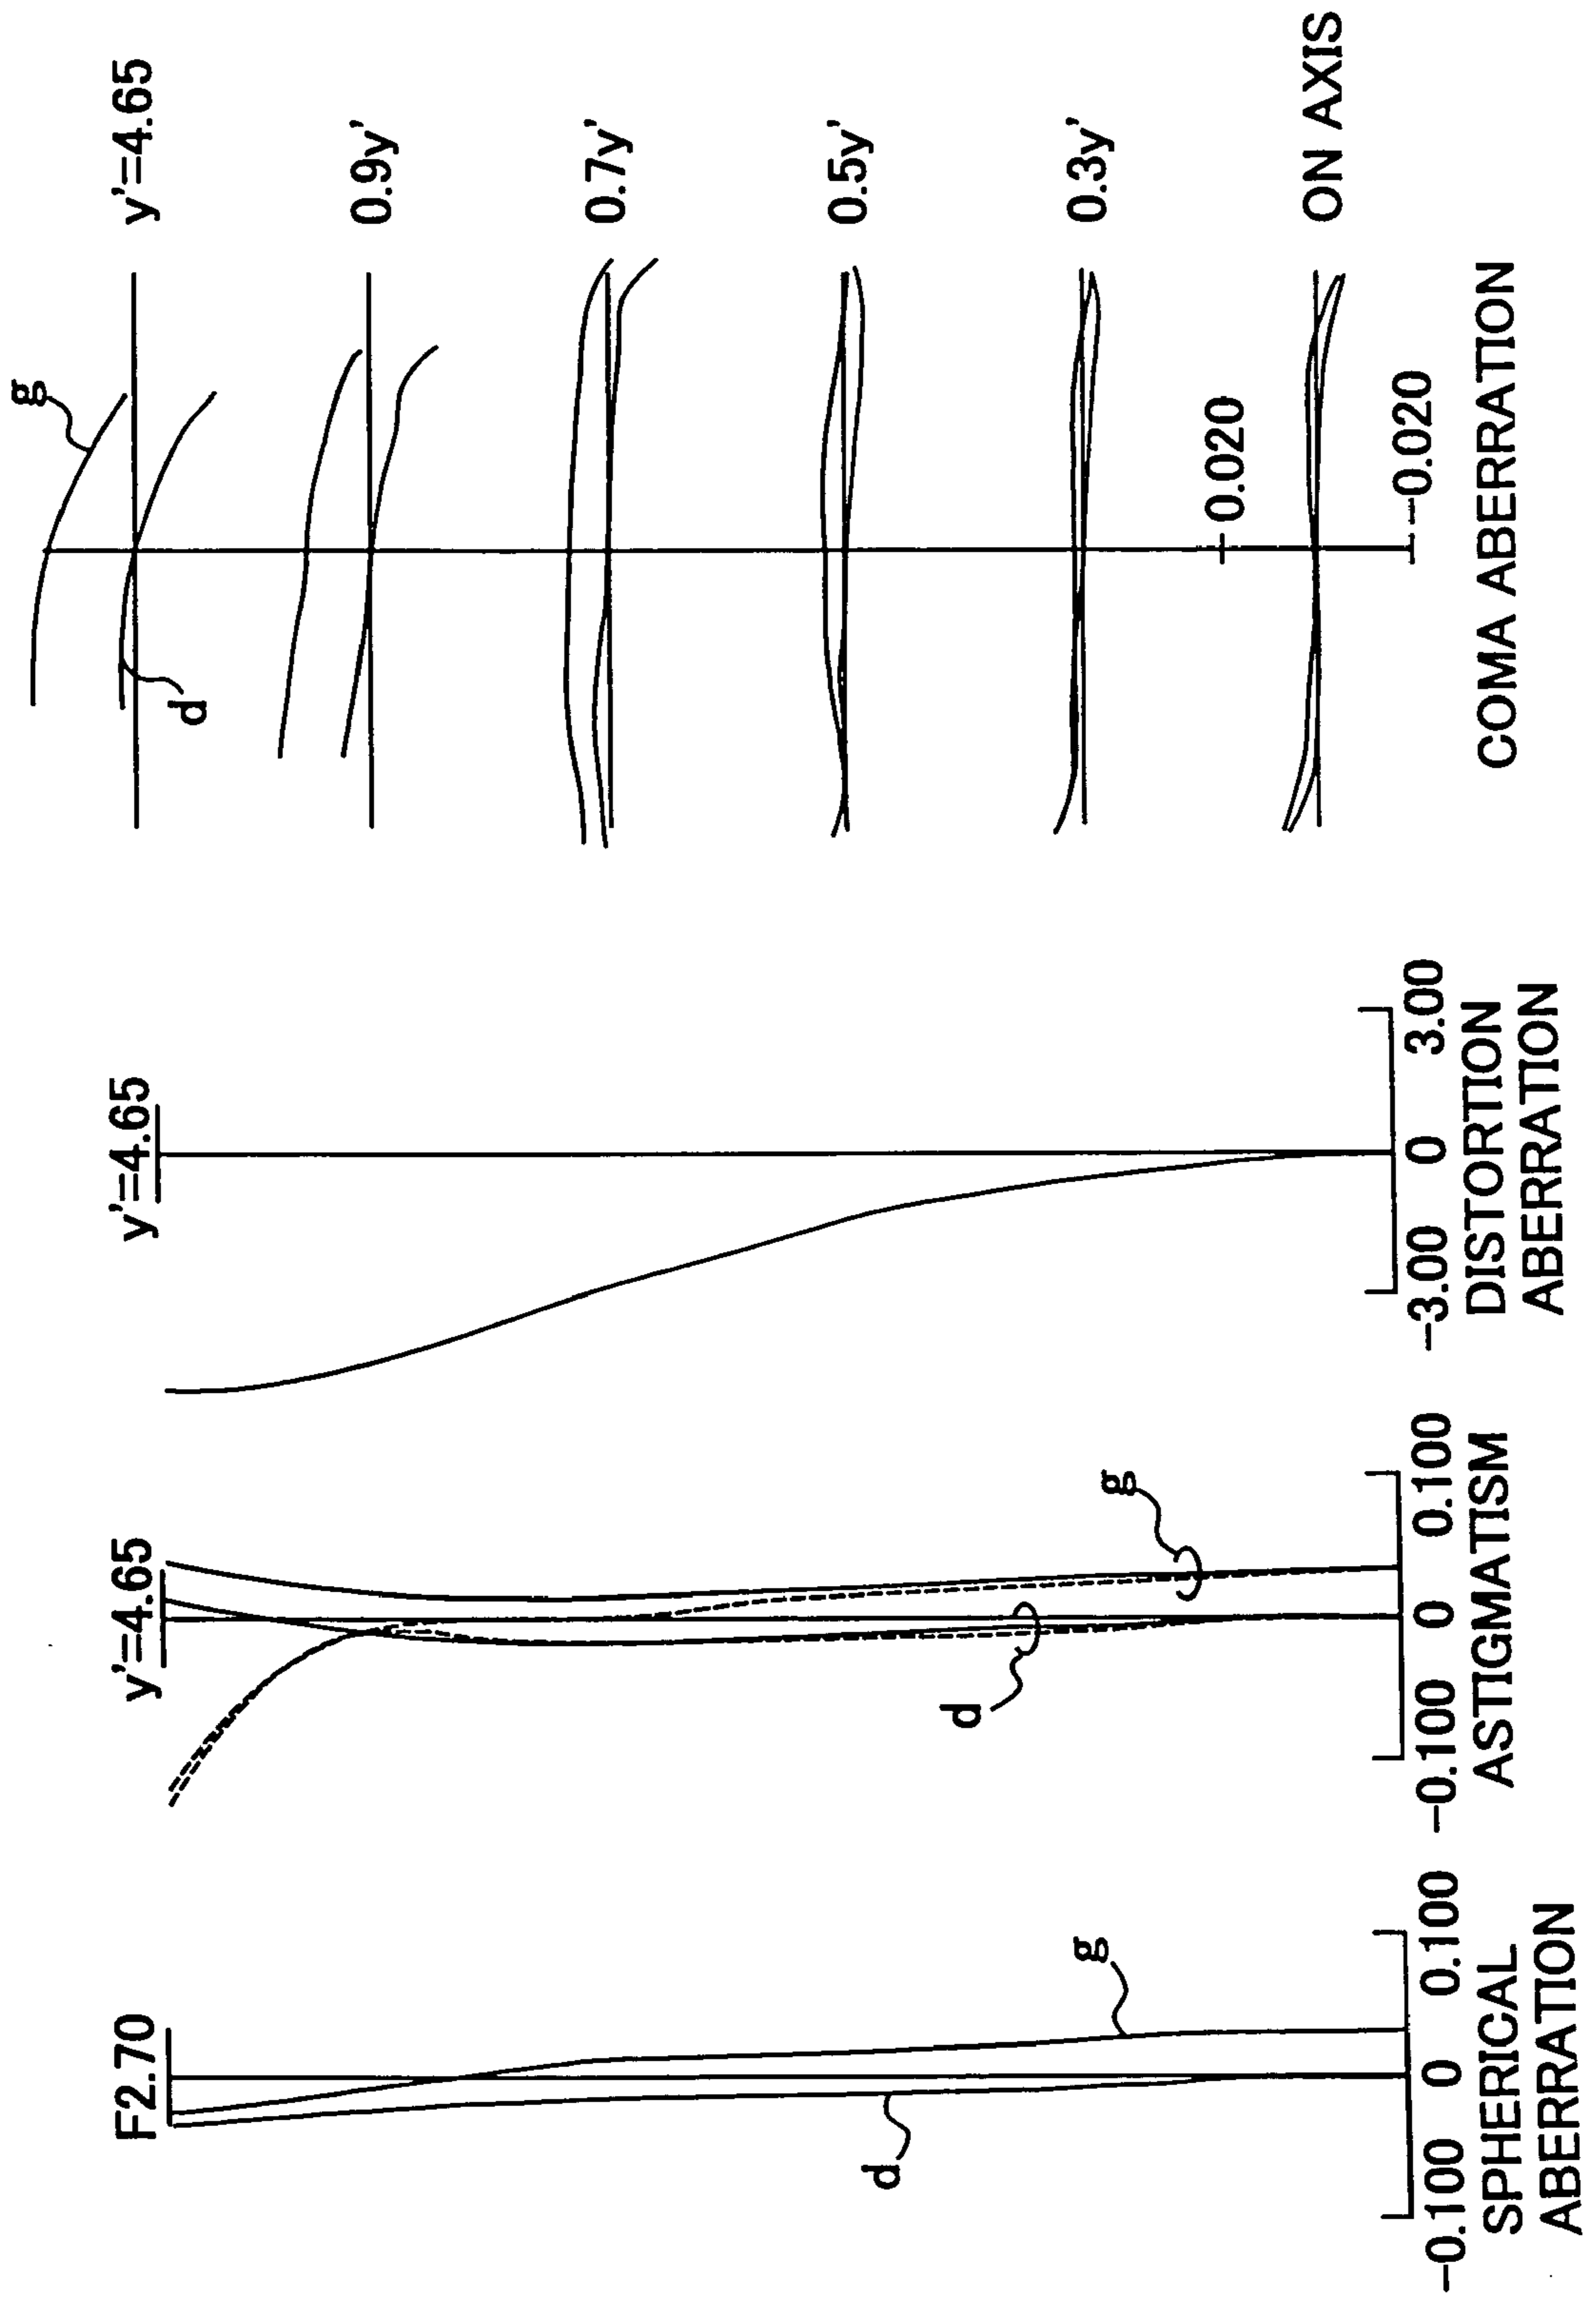 F2.70
g
d
−0.100 0 0.100
SPHERICAL
ABERRATION
y'=4.65
g
d
−0.100 0 0.100
ASTIGMATISM
y'=4.65
−3.00 0 3.00
DISTORTION
ABERRATION
g
d
y'=4.65
0.9y'
0.7y'
0.5y'
0.3y'
0.020
ON AXIS
−0.020
COMA ABERRATION